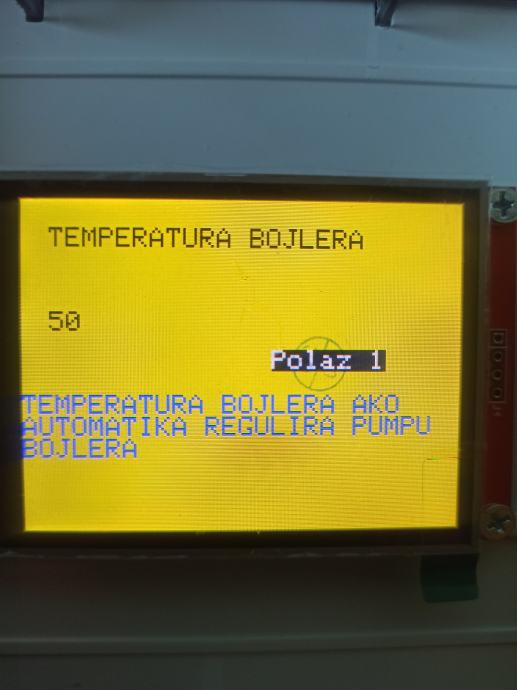 TEMPERATURA BOJLERA
50
Polaz 1
TEMPERATURA BOJLERA AKO
AUTOMATIKA REGULIRA PUMPU
BOJLERA